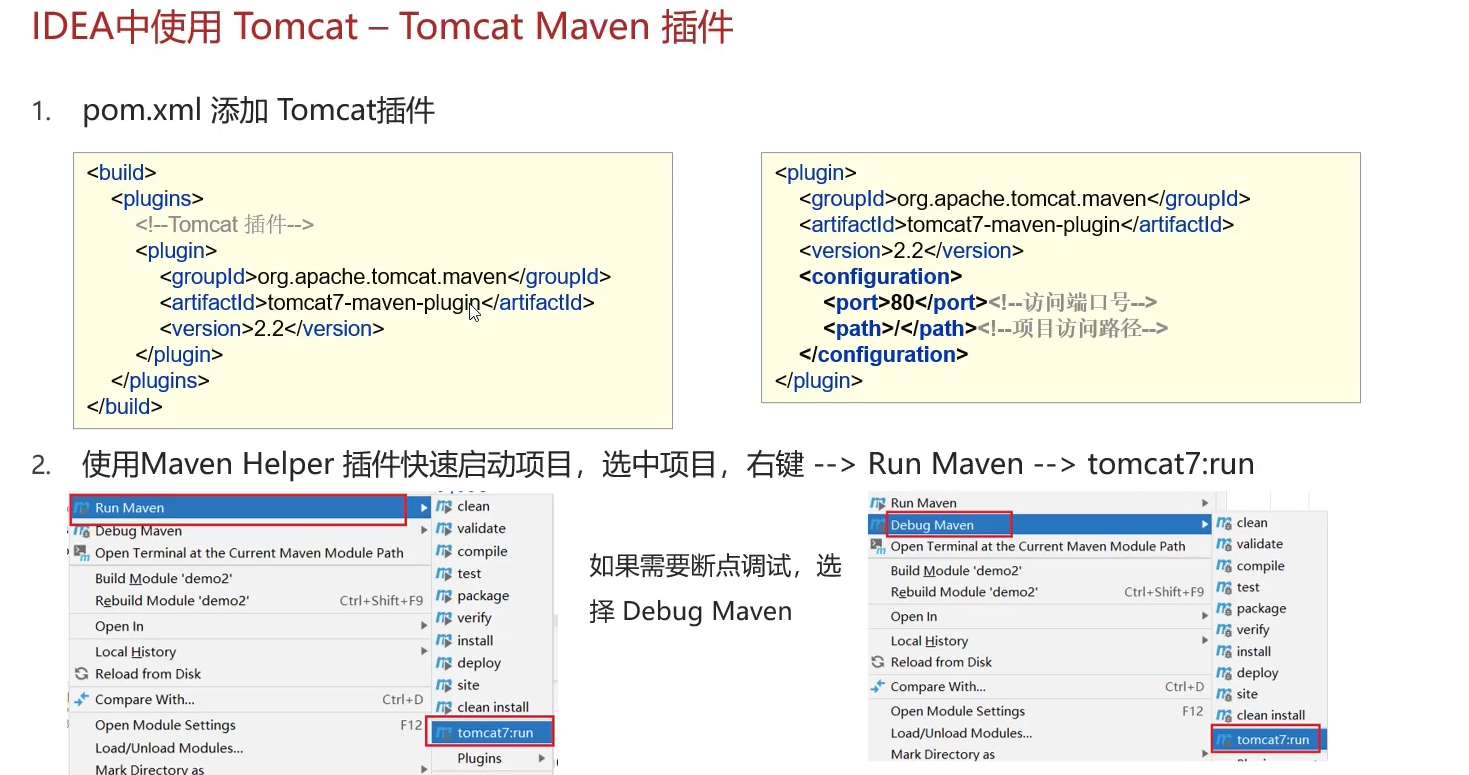 IDEA中使用 Tomcat – Tomcat Maven 插件
1. pom.xml 添加 Tomcat插件
<build>
<plugins>
<!--Tomcat 插件-->
<plugin>
<groupId>org.apache.tomcat.maven</groupId>
<artifactId>tomcat7-maven-plugin</artifactId>
<version>2.2</version>
</plugin>
</plugins>
</build>
<plugin>
<groupId>org.apache.tomcat.maven</groupId>
<artifactId>tomcat7-maven-plugin</artifactId>
<version>2.2</version>
<configuration>
<port>80</port><!--访问端口号-->
<path>/</path><!--项目访问路径-->
</configuration>
</plugin>
2. 使用Maven Helper 插件快速启动项目，选中项目，右键 --> Run Maven --> tomcat7:run
Run Maven
Debug Maven
Open Terminal at the Current Maven Module Path
Build Module 'demo2'
Rebuild Module 'demo2' Ctrl+Shift+F9
Open In
Local History
Reload from Disk
Compare With... Ctrl+D
Open Module Settings F12
Load/Unload Modules...
Mark Directory as
clean
validate
compile
test
package
verify
install
deploy
site
clean install
tomcat7:run
Plugins
如果需要断点调试，选
择 Debug Maven
Run Maven
Debug Maven
Open Terminal at the Current Maven Module Path
Build Module 'demo2'
Rebuild Module 'demo2' Ctrl+Shift+F9
Open In
Local History
Reload from Disk
Compare With... Ctrl+D
Open Module Settings F12
Load/Unload Modules...
Mark Directory as
clean
validate
compile
test
package
verify
install
deploy
site
clean install
tomcat7:run